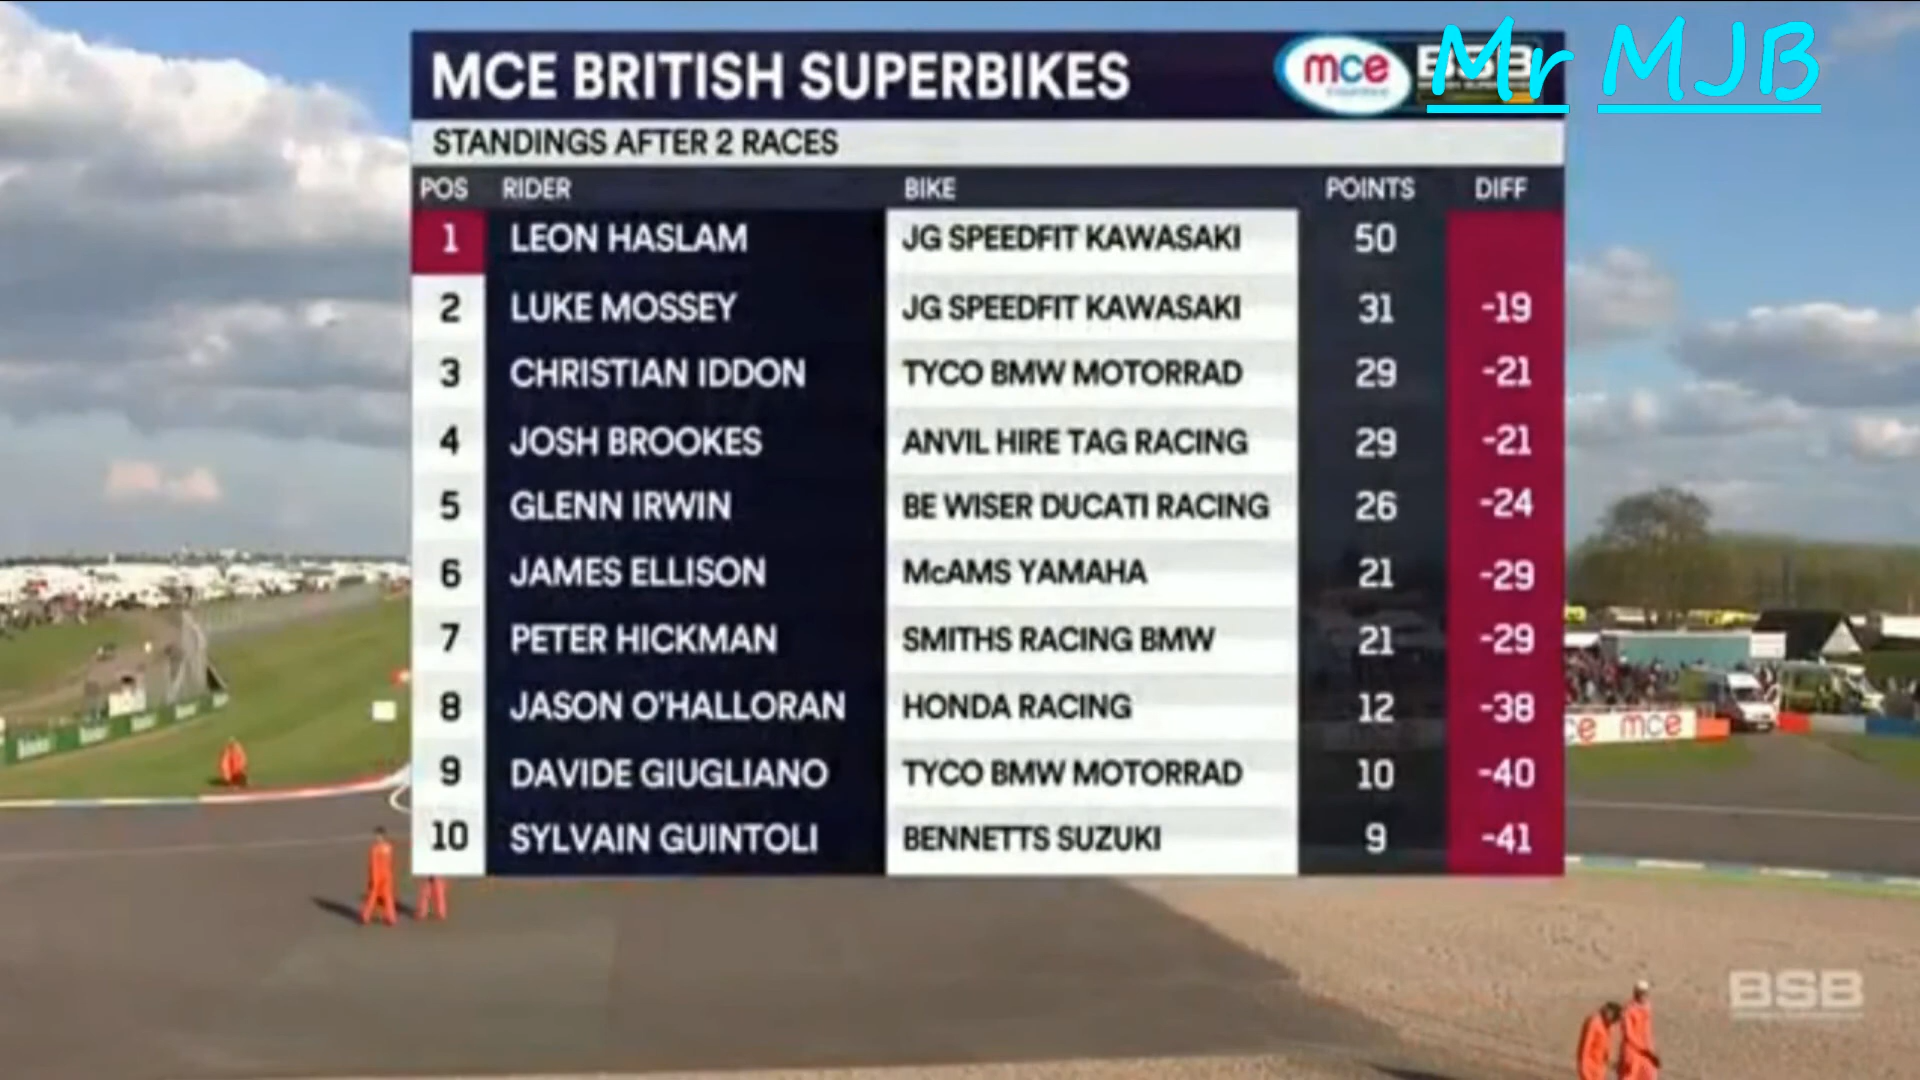 MCE BRITISH SUPERBIKES
mce
BSB
Mr MJB
STANDINGS AFTER 2 RACES
POS RIDER BIKE POINTS DIFF
1 LEON HASLAM JG SPEEDFIT KAWASAKI 50
2 LUKE MOSSEY JG SPEEDFIT KAWASAKI 31 -19
3 CHRISTIAN IDDON TYCO BMW MOTORRAD 29 -21
4 JOSH BROOKES ANVIL HIRE TAG RACING 29 -21
5 GLENN IRWIN BE WISER DUCATI RACING 26 -24
6 JAMES ELLISON McAMS YAMAHA 21 -29
7 PETER HICKMAN SMITHS RACING BMW 21 -29
8 JASON O'HALLORAN HONDA RACING 12 -38
9 DAVIDE GIUGLIANO TYCO BMW MOTORRAD 10 -40
10 SYLVAIN GUINTOLI BENNETTS SUZUKI 9 -41
ce mce
BSB